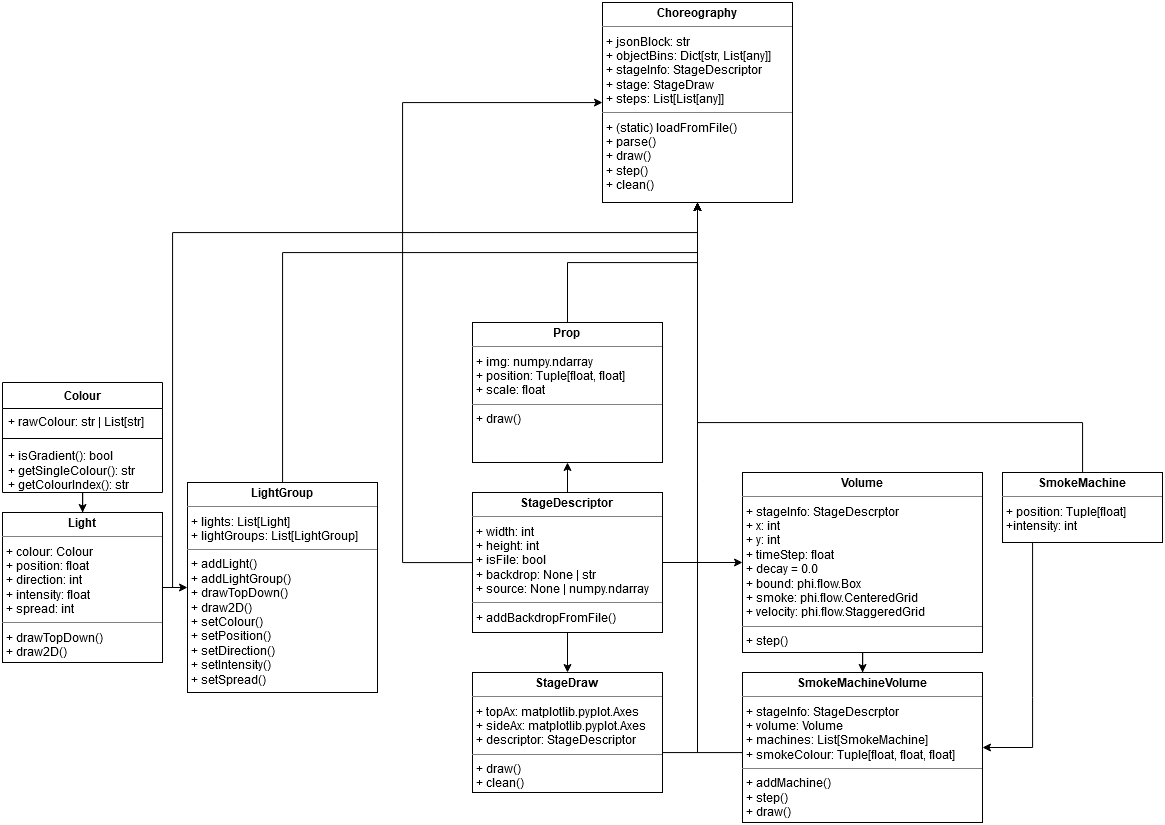 Choreography
+ jsonBlock: str
+ objectBins: Dict[str, List[any]]
+ stageInfo: StageDescriptor
+ stage: StageDraw
+ steps: List[List[any]]
+ (static) loadFromFile()
+ parse()
+ draw()
+ step()
+ clean()
Prop
+ img: numpy.ndarray
+ position: Tuple[float, float]
+ scale: float
+ draw()
Colour
+ rawColour: str | List[str]
+ isGradient(): bool
+ getSingleColour(): str
+ getColourIndex(): str
Light
+ colour: Colour
+ position: float
+ direction: int
+ intensity: float
+ spread: int
+ drawTopDown()
+ draw2D()
LightGroup
+ lights: List[Light]
+ lightGroups: List[LightGroup]
+ addLight()
+ addLightGroup()
+ drawTopDown()
+ draw2D()
+ setColour()
+ setPosition()
+ setDirection()
+ setIntensity()
+ setSpread()
StageDescriptor
+ width: int
+ height: int
+ isFile: bool
+ backdrop: None | str
+ source: None | numpy.ndarray
+ addBackdropFromFile()
StageDraw
+ topAx: matplotlib.pyplot.Axes
+ sideAx: matplotlib.pyplot.Axes
+ descriptor: StageDescriptor
+ draw()
+ clean()
Volume
+ stageInfo: StageDescrptor
+ x: int
+ y: int
+ timeStep: float
+ decay = 0.0
+ bound: phi.flow.Box
+ smoke: phi.flow.CenteredGrid
+ velocity: phi.flow.StaggeredGrid
+ step()
SmokeMachine
+ position: Tuple[float]
+intensity: int
SmokeMachineVolume
+ stageInfo: StageDescrptor
+ volume: Volume
+ machines: List[SmokeMachine]
+ smokeColour: Tuple[float, float, float]
+ addMachine()
+ step()
+ draw()